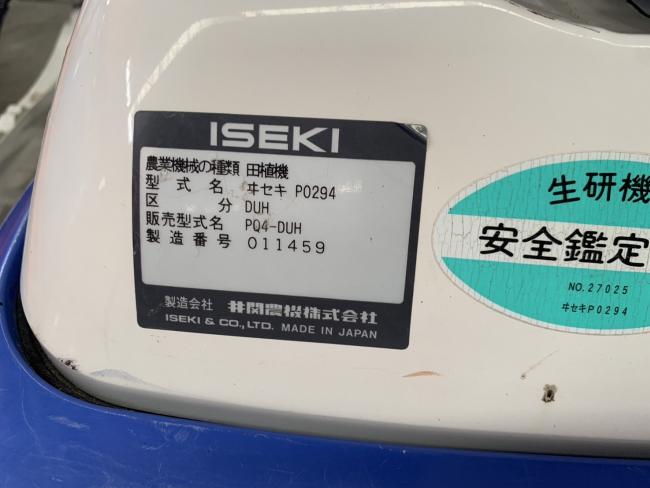 ISEKI
農業機械の種類 田植機
型式名 ヰセキ P0294
区分 DUH
販売型式名 PQ4-DUH
製造番号 011459
製造会社 井関農機株式会社
ISEKI & CO., LTD. MADE IN JAPAN
生研機
安全鑑定
NO. 27025
ヰセキP0294